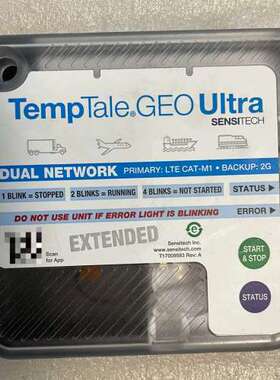 TempTale® GEO Ultra
SENSITECH
DUAL NETWORK PRIMARY: LTE CAT-M1 • BACKUP: 2G
1 BLINK = STOPPED 2 BLINKS = RUNNING 4 BLINKS = NOT STARTED STATUS ►
DO NOT USE UNIT IF ERROR LIGHT IS BLINKING ERROR ►
EXTENDED
Scan
for App
Sensitech Inc.
www.sensitech.com
T17009593 Rev: A
START
& STOP
STATUS